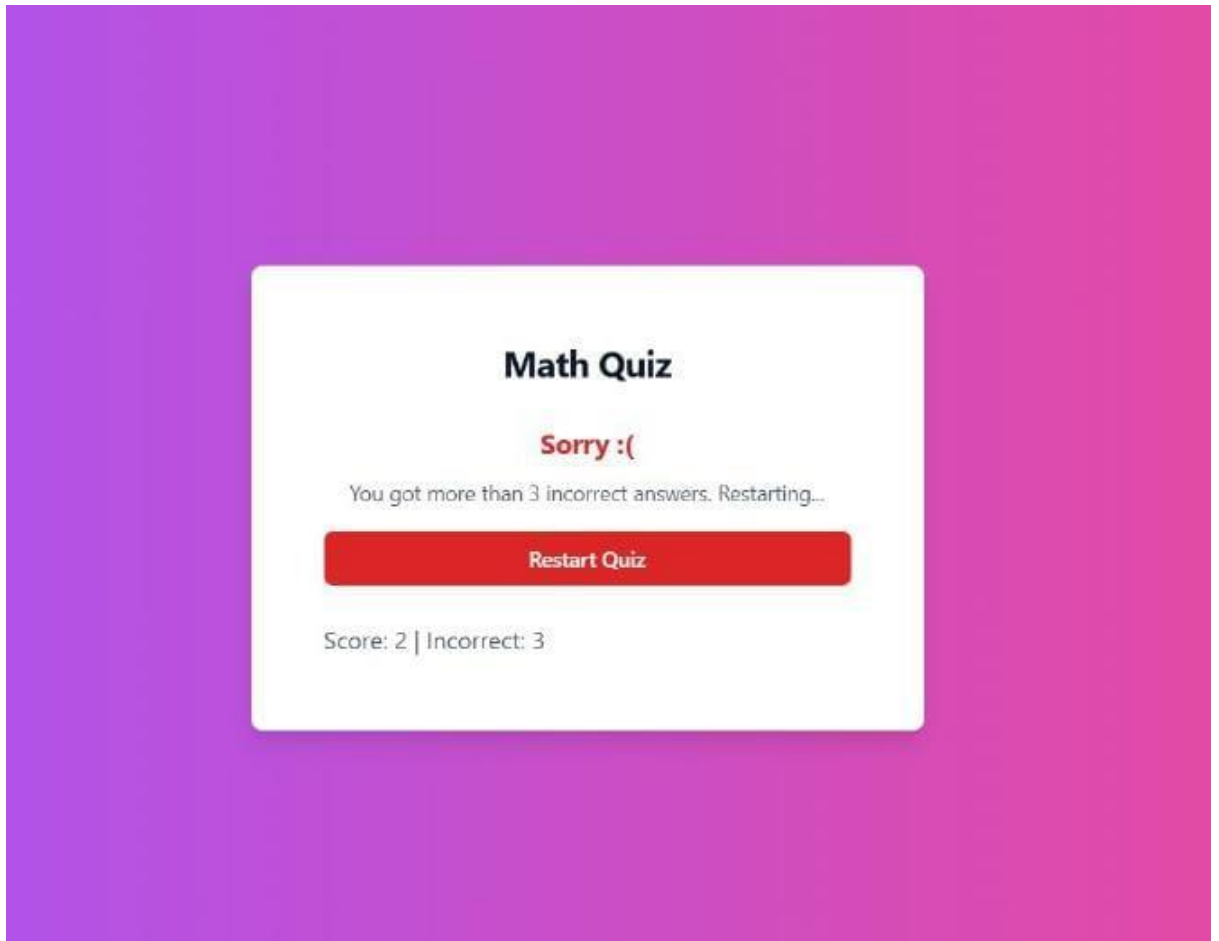 Math Quiz
Sorry :(
You got more than 3 incorrect answers. Restarting...
Restart Quiz
Score: 2 | Incorrect: 3